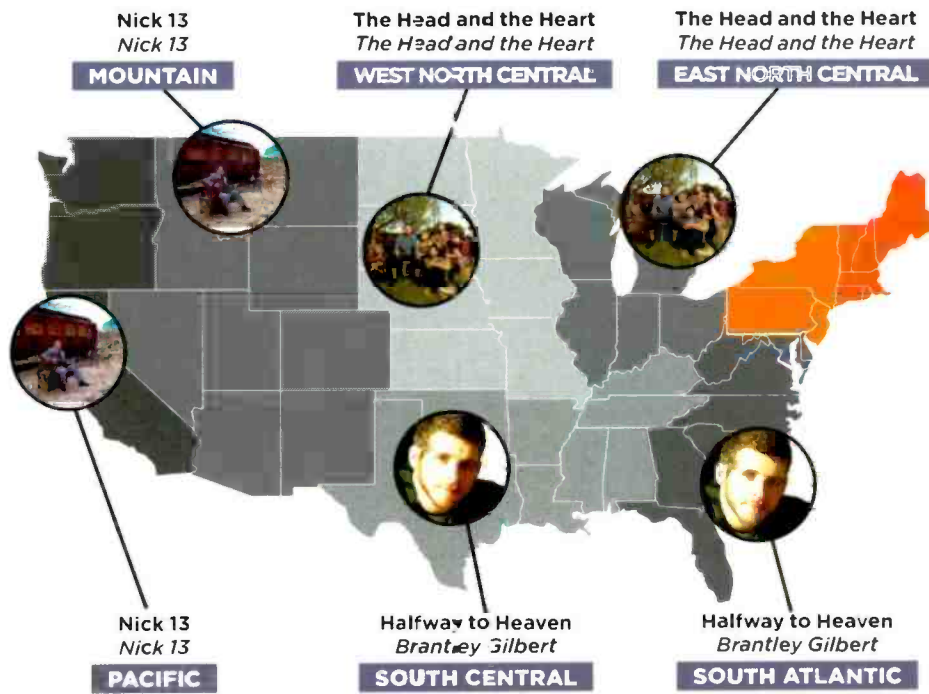 Nick 13
Nick 13
MOUNTAIN
The Head and the Heart
The Head and the Heart
WEST NORTH CENTRAL
The Head and the Heart
The Head and the Heart
EAST NORTH CENTRAL
Nick 13
Nick 13
PACIFIC
Halfway to Heaven
Brantley Gilbert
SOUTH CENTRAL
Halfway to Heaven
Brantley Gilbert
SOUTH ATLANTIC